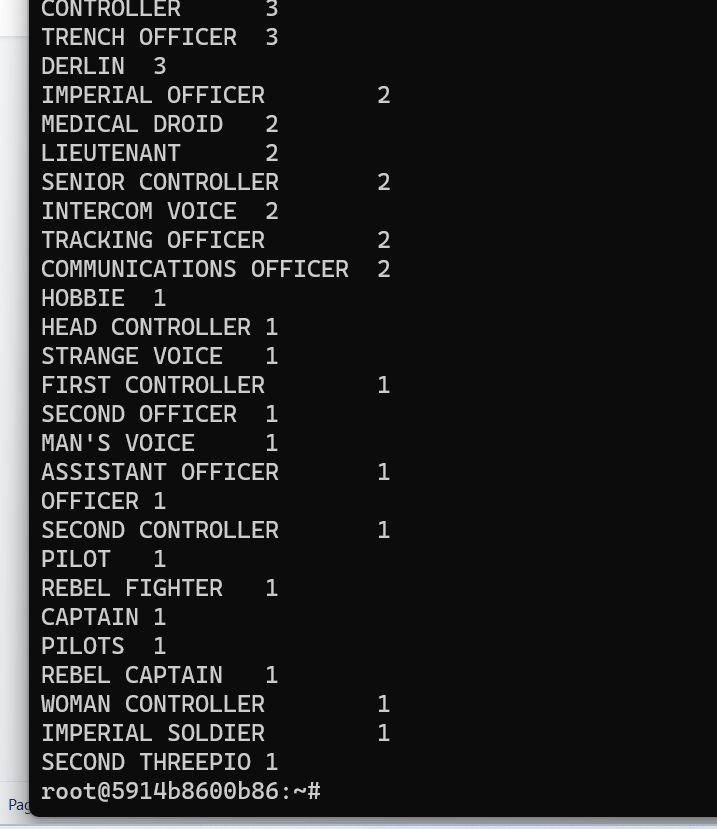 CONTROLLER 3
TRENCH OFFICER 3
DERLIN 3
IMPERIAL OFFICER 2
MEDICAL DROID 2
LIEUTENANT 2
SENIOR CONTROLLER 2
INTERCOM VOICE 2
TRACKING OFFICER 2
COMMUNICATIONS OFFICER 2
HOBBIE 1
HEAD CONTROLLER 1
STRANGE VOICE 1
FIRST CONTROLLER 1
SECOND OFFICER 1
MAN'S VOICE 1
ASSISTANT OFFICER 1
OFFICER 1
SECOND CONTROLLER 1
PILOT 1
REBEL FIGHTER 1
CAPTAIN 1
PILOTS 1
REBEL CAPTAIN 1
WOMAN CONTROLLER 1
IMPERIAL SOLDIER 1
SECOND THREEPIO 1
root@5914b8600b86:~#